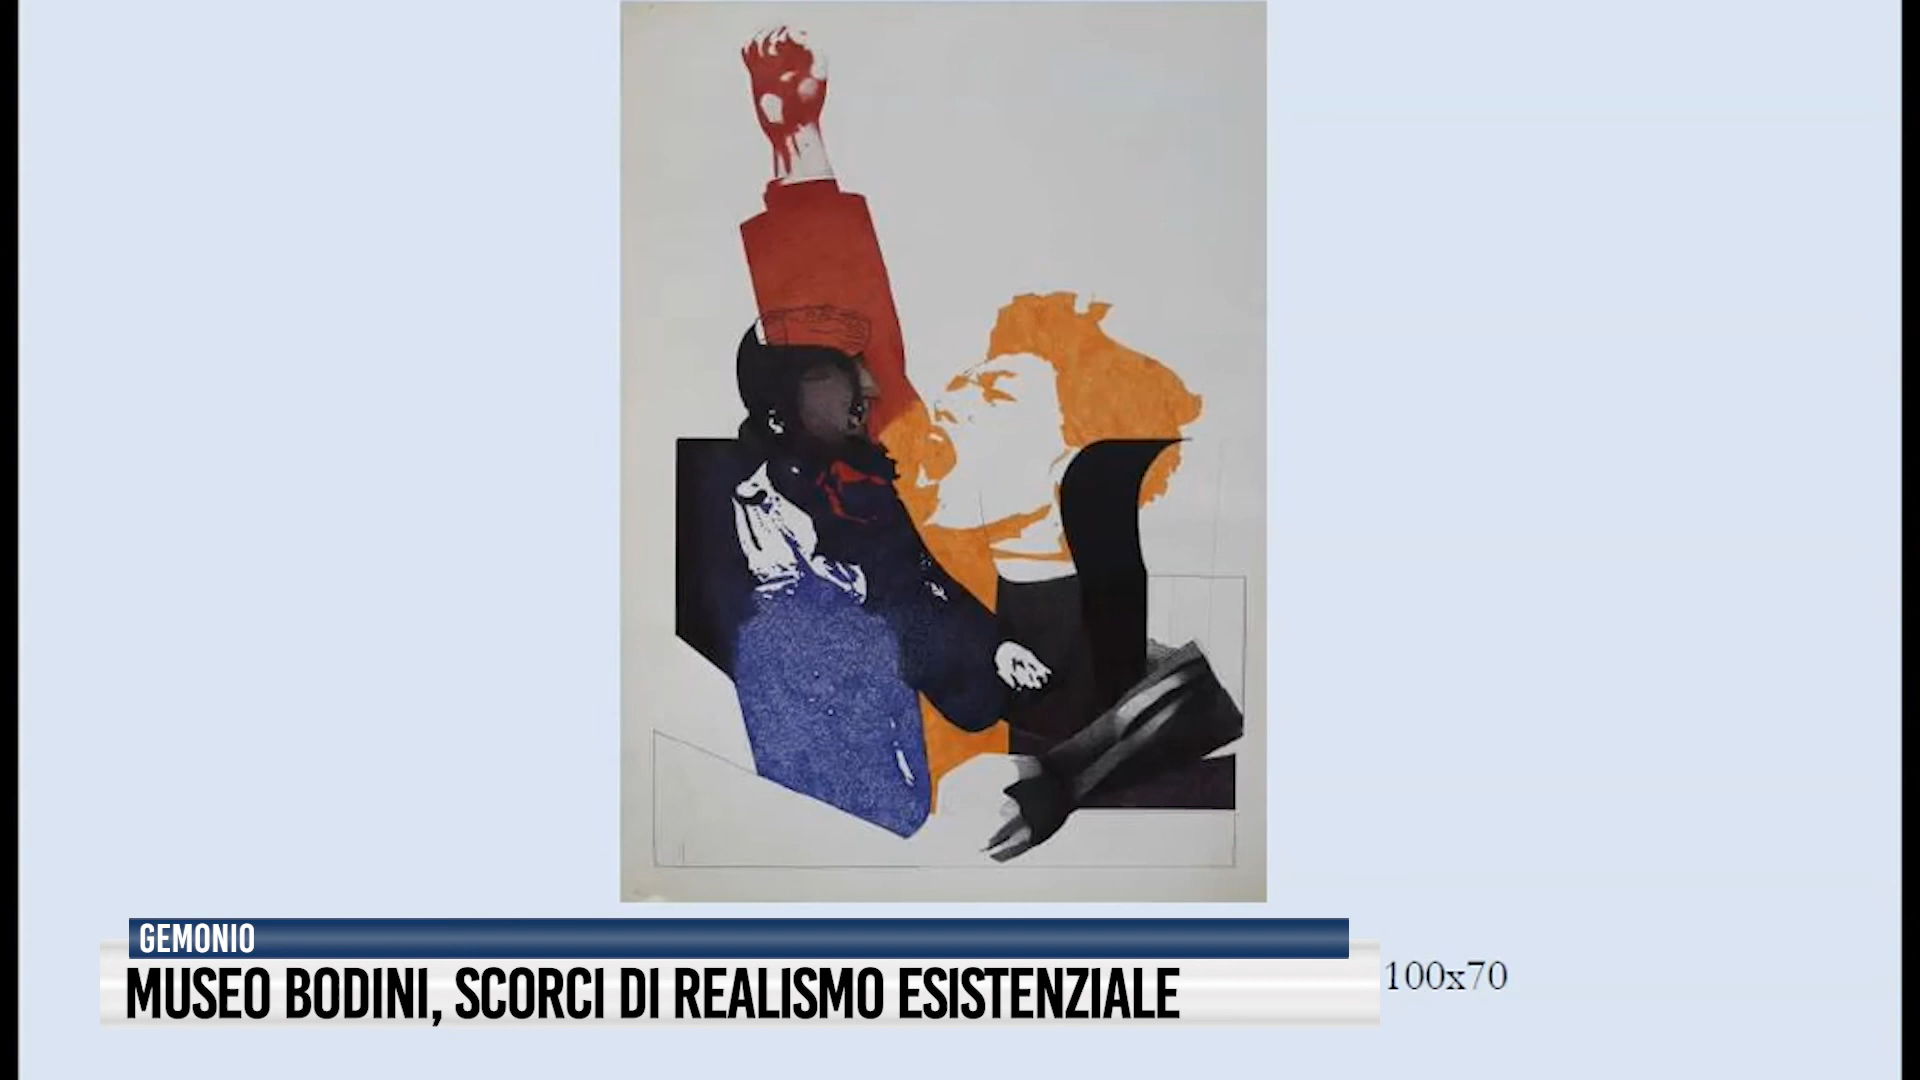 GEMONIO
MUSEO BODINI, SCORCI DI REALISMO ESISTENZIALE
100x70